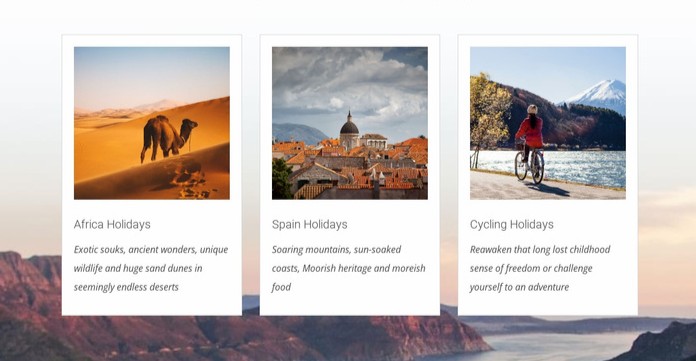 Africa Holidays
Exotic souks, ancient wonders, unique
wildlife and huge sand dunes in
seemingly endless deserts
Spain Holidays
Soaring mountains, sun-soaked
coasts, Moorish heritage and moreish
food
Cycling Holidays
Reawaken that long lost childhood
sense of freedom or challenge
yourself to an adventure